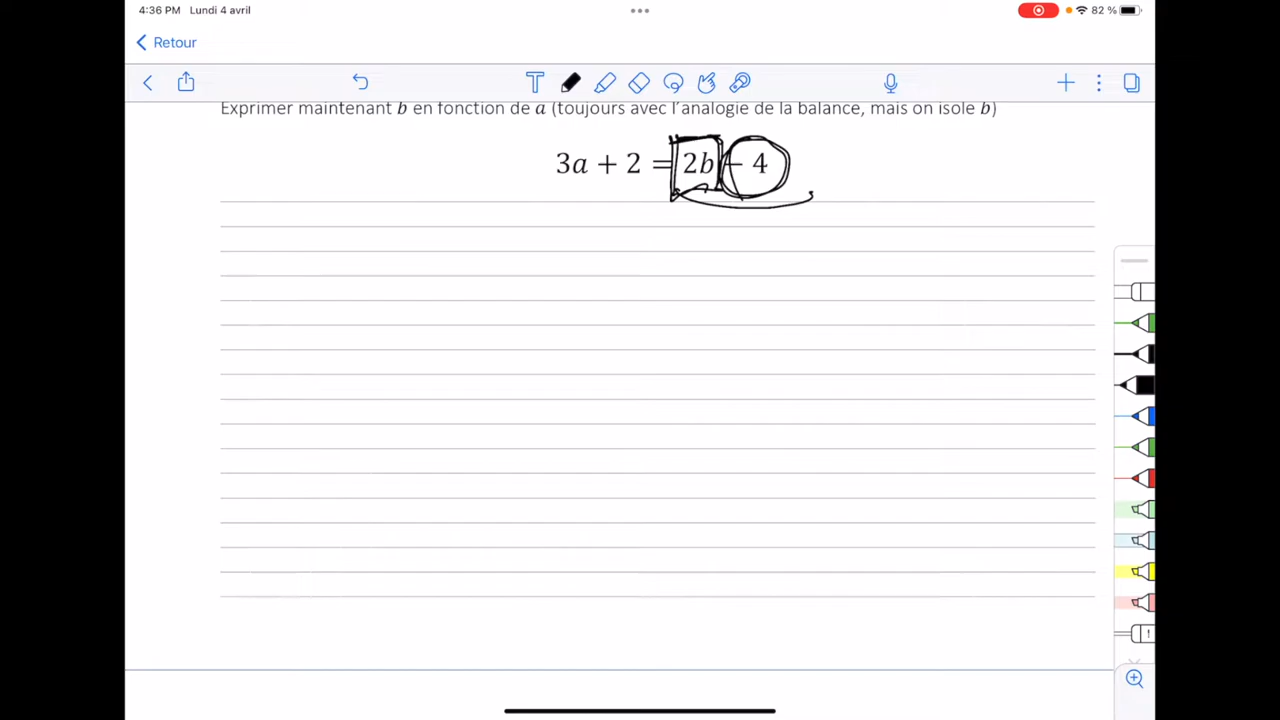 4:36 PM Lundi 4 avril
82 %
Retour
Exprimer maintenant b en fonction de a (toujours avec l'analogie de la balance, mais on isole b)
3a + 2 = 2b − 4